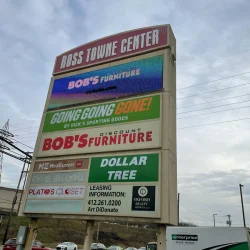 ROSS TOWNE CENTER
BOB'S FURNITURE
GOING GOING GONE!
BY DICK'S SPORTING GOODS
BOB'S DISCOUNT FURNITURE
MedExpress
DOLLAR TREE
PLATO'S CLOSET
LEASING INFORMATION:
412.261.0200
Art DiDonato